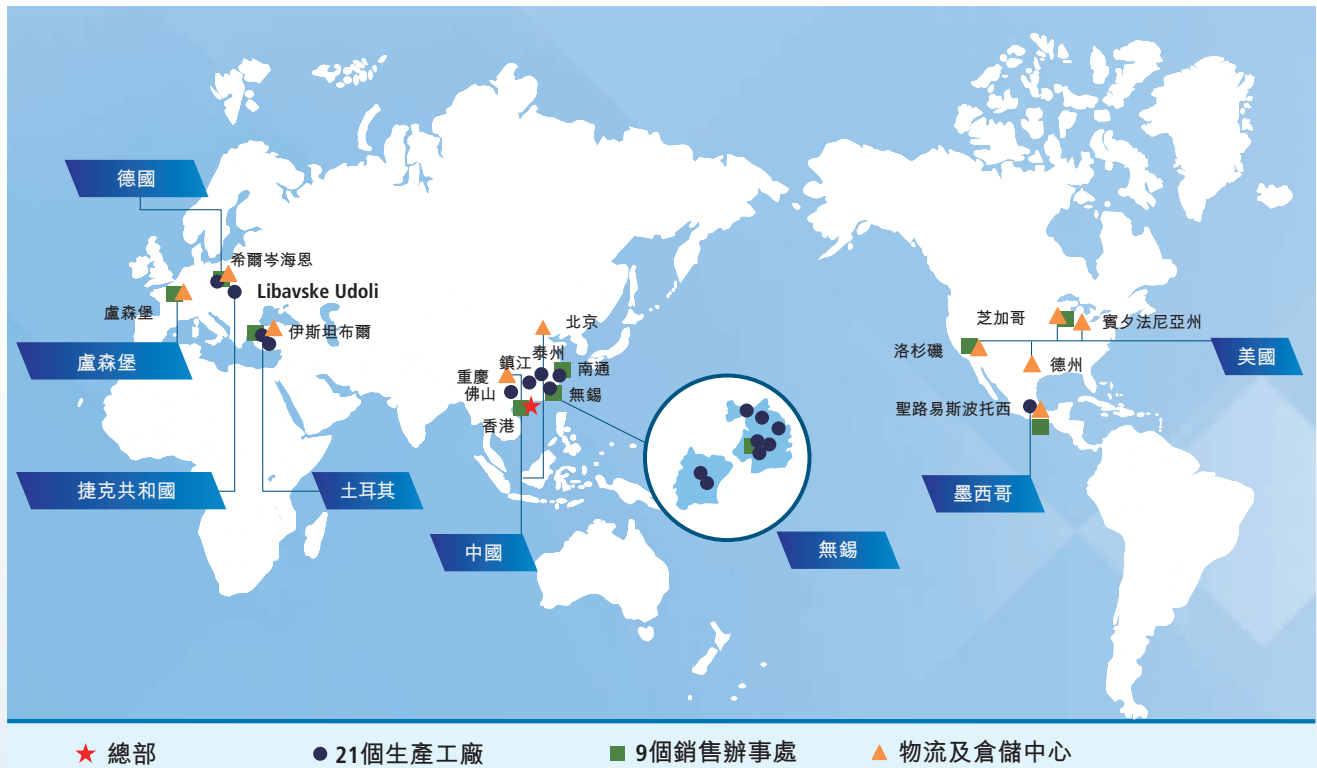 德國
希爾岑海恩
Libavske Udoli
盧森堡
伊斯坦布爾
盧森堡
捷克共和國
土耳其
北京
泰州
鎮江
南通
重慶
佛山
無錫
香港
中國
無錫
芝加哥
賓夕法尼亞州
洛杉磯
德州
美國
聖路易斯波托西
墨西哥
總部
21個生產工廠
9個銷售辦事處
物流及倉儲中心